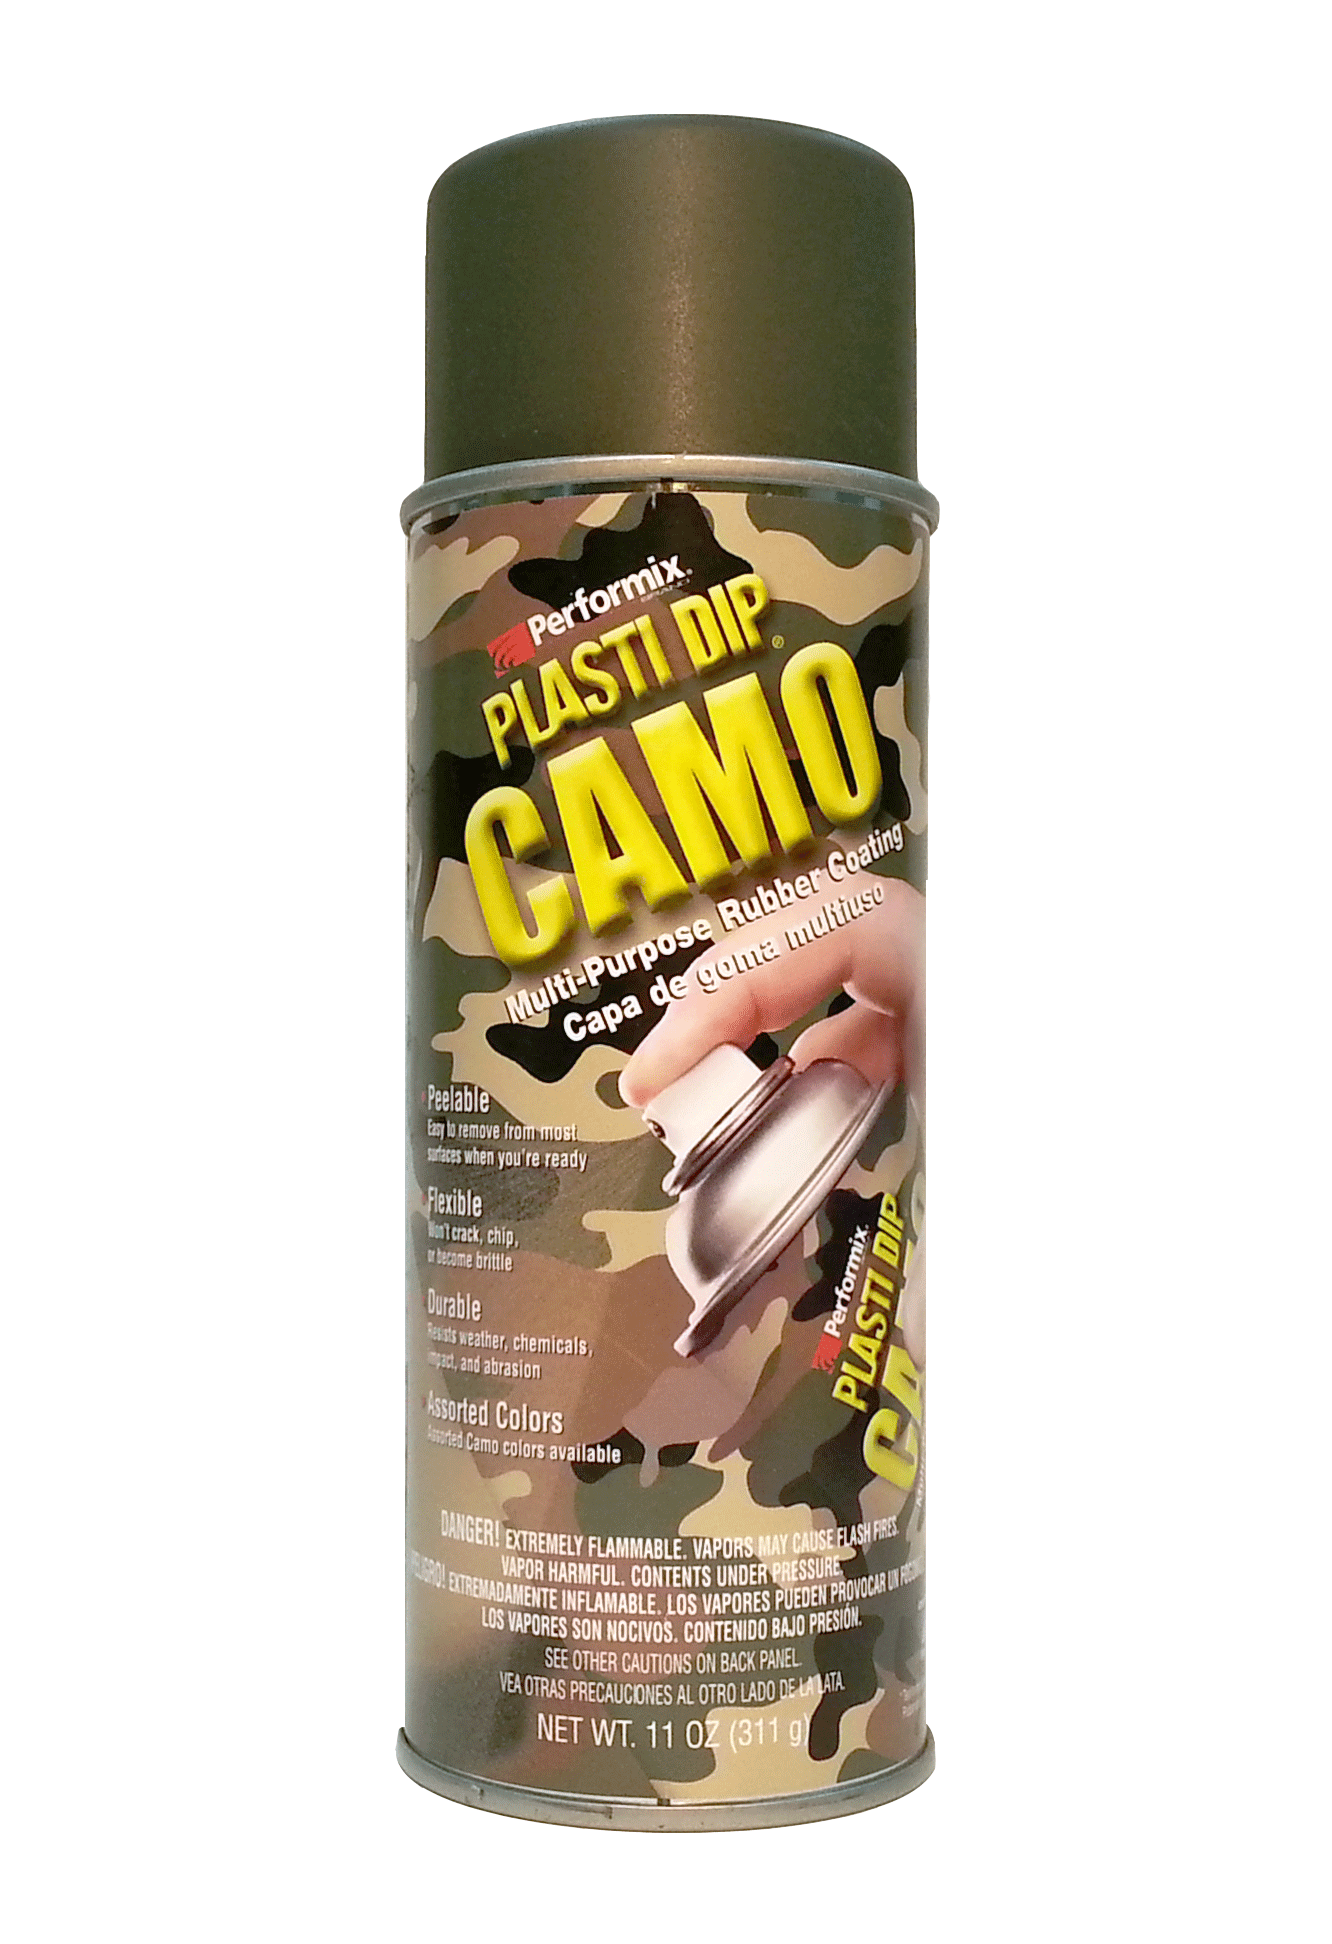 Performix®
BRAND
PLASTI DIP®
CAMO
Multi-Purpose Rubber Coating
Capa de goma multiuso
Peelable
Easy to remove from most
surfaces when you're ready
Flexible
Won't crack, chip,
or become brittle
Durable
Resists weather, chemicals,
impact, and abrasion
Assorted Colors
Assorted Camo colors available
Performix
PLASTI DIP
DANGER! EXTREMELY FLAMMABLE. VAPORS MAY CAUSE FLASH FIRES.
VAPOR HARMFUL. CONTENTS UNDER PRESSURE.
¡PELIGRO! EXTREMADAMENTE INFLAMABLE. LOS VAPORES PUEDEN PROVOCAR UN
LOS VAPORES SON NOCIVOS. CONTENIDO BAJO PRESIÓN.
SEE OTHER CAUTIONS ON BACK PANEL.
VEA OTRAS PRECAUCIONES AL OTRO LADO DE LA LATA.
NET WT. 11 OZ (311 g)